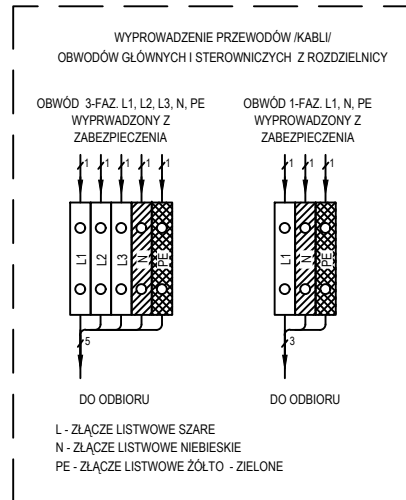 WYPROWADZENIE PRZEWODÓW /KABLI/
OBWODÓW GŁÓWNYCH I STEROWNICZYCH Z ROZDZIELNICY
OBWÓD 3-FAZ. L1, L2, L3, N, PE
WYPRWADZONY Z
ZABEZPIECZENIA
1 1 1 1 1
L1 L2 L3 N PE
5
DO ODBIORU
OBWÓD 1-FAZ. L1, N, PE
WYPROWADZONY Z
ZABEZPIECZENIA
1 1 1
L1 N PE
3
DO ODBIORU
L - ZŁĄCZE LISTWOWE SZARE
N - ZŁĄCZE LISTWOWE NIEBIESKIE
PE - ZŁĄCZE LISTWOWE ŻÓŁTO - ZIELONE